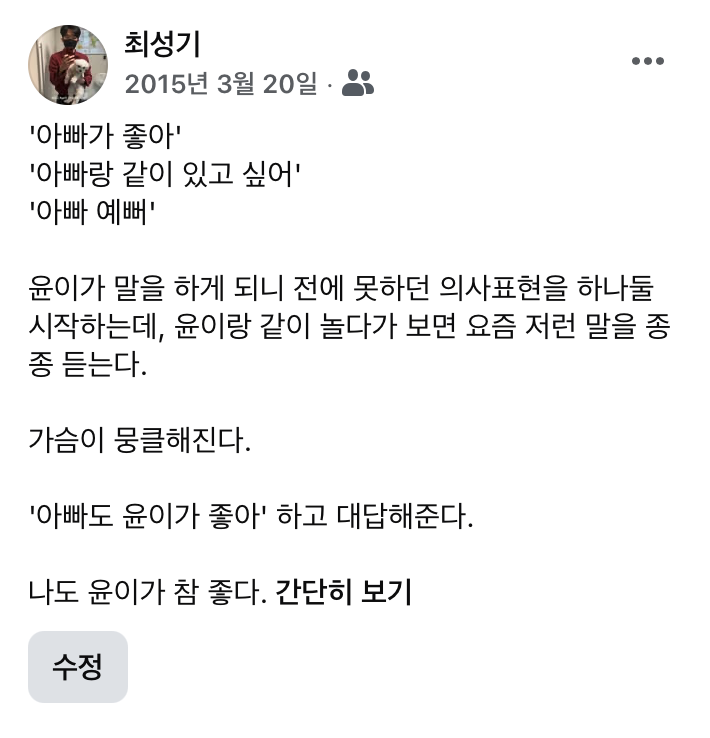 최성기
2015년 3월 20일 ·
'아빠가 좋아'
'아빠랑 같이 있고 싶어'
'아빠 예뻐'
윤이가 말을 하게 되니 전에 못하던 의사표현을 하나둘
시작하는데, 윤이랑 같이 놀다가 보면 요즘 저런 말을 종
종 듣는다.
가슴이 뭉클해진다.
'아빠도 윤이가 좋아' 하고 대답해준다.
나도 윤이가 참 좋다. 간단히 보기
수정